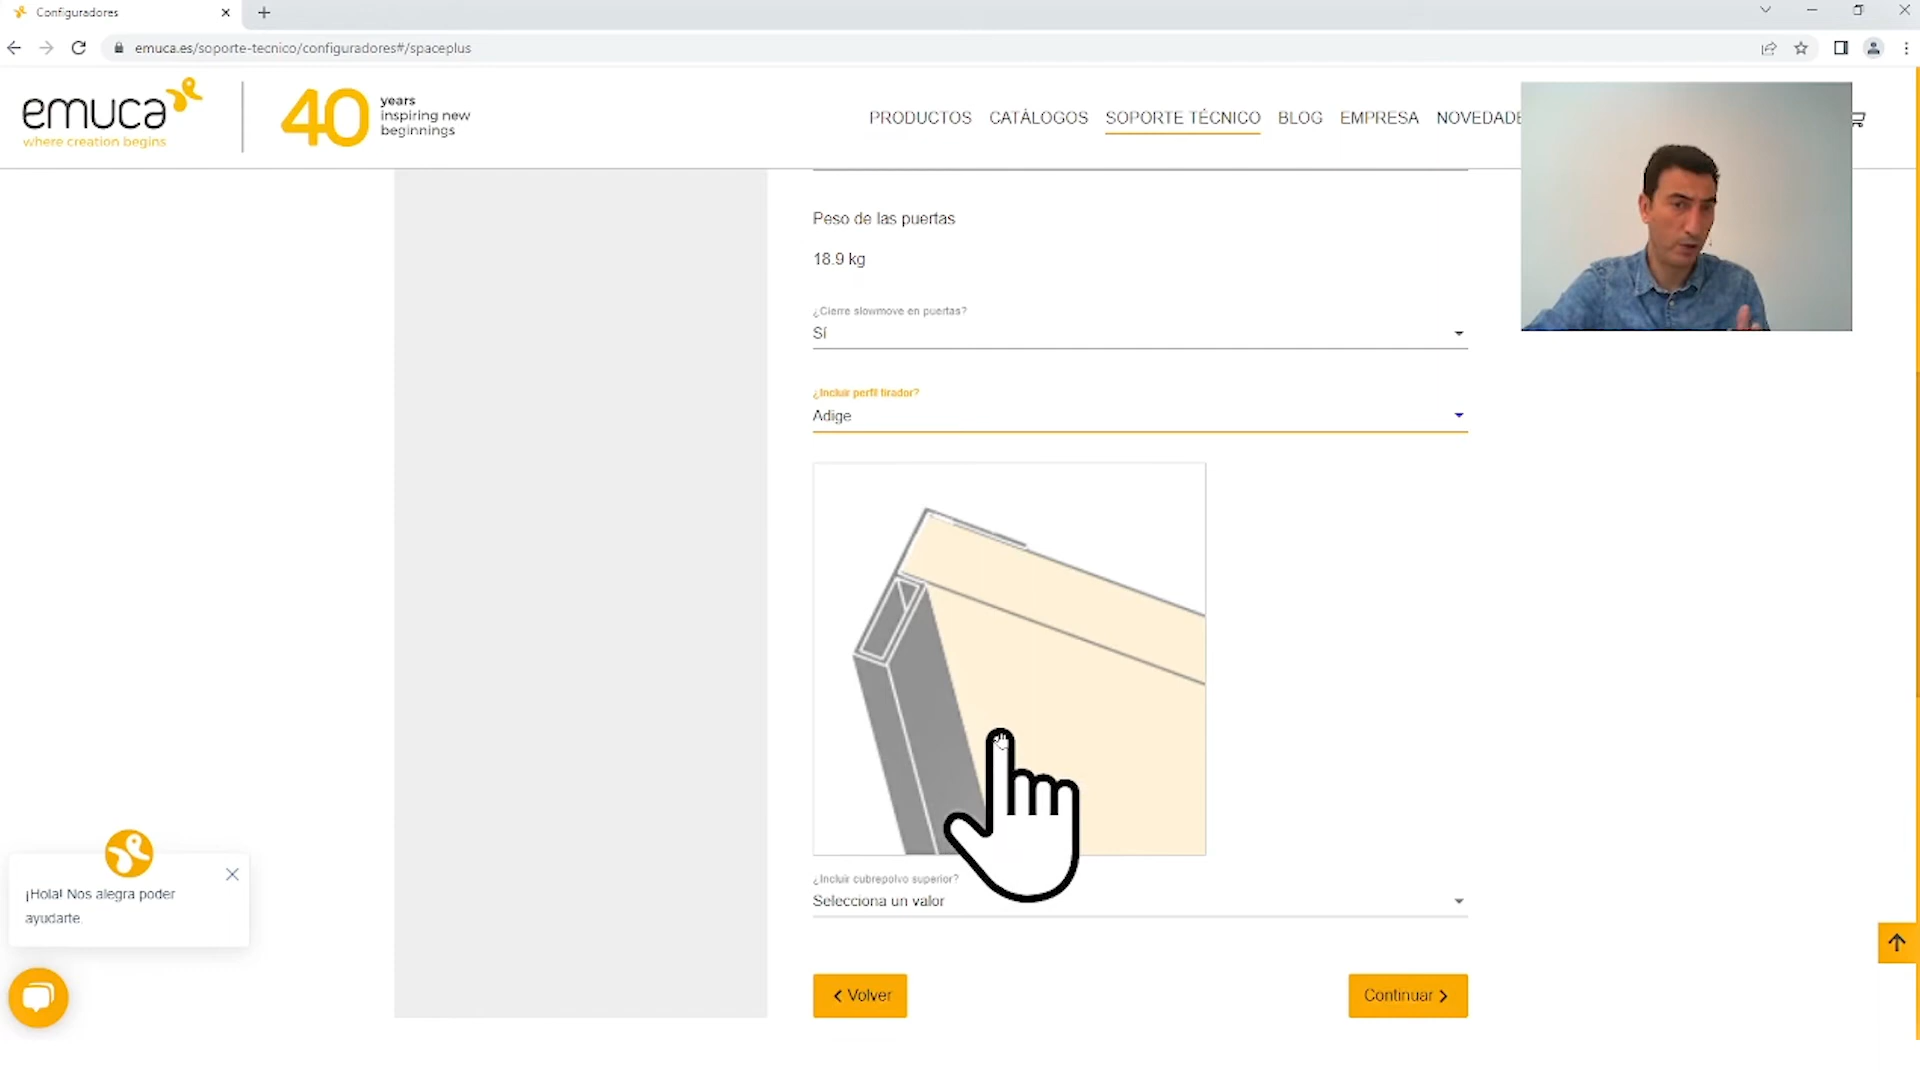 Configuradores
emuca.es/soporte-tecnico/configuradores#/spaceplus
emuca
where creation begins
40
years
inspiring new
beginnings
PRODUCTOS
CATÁLOGOS
SOPORTE TÉCNICO
BLOG
EMPRESA
NOVEDADE
Peso de las puertas
18.9 kg
¿Cierre slowmove en puertas?
Sí
¿Incluir perfil tirador?
Adige
¿Incluir cubrepolvo superior?
Selecciona un valor
Volver
Continuar
¡Hola! Nos alegra poder
ayudarte.